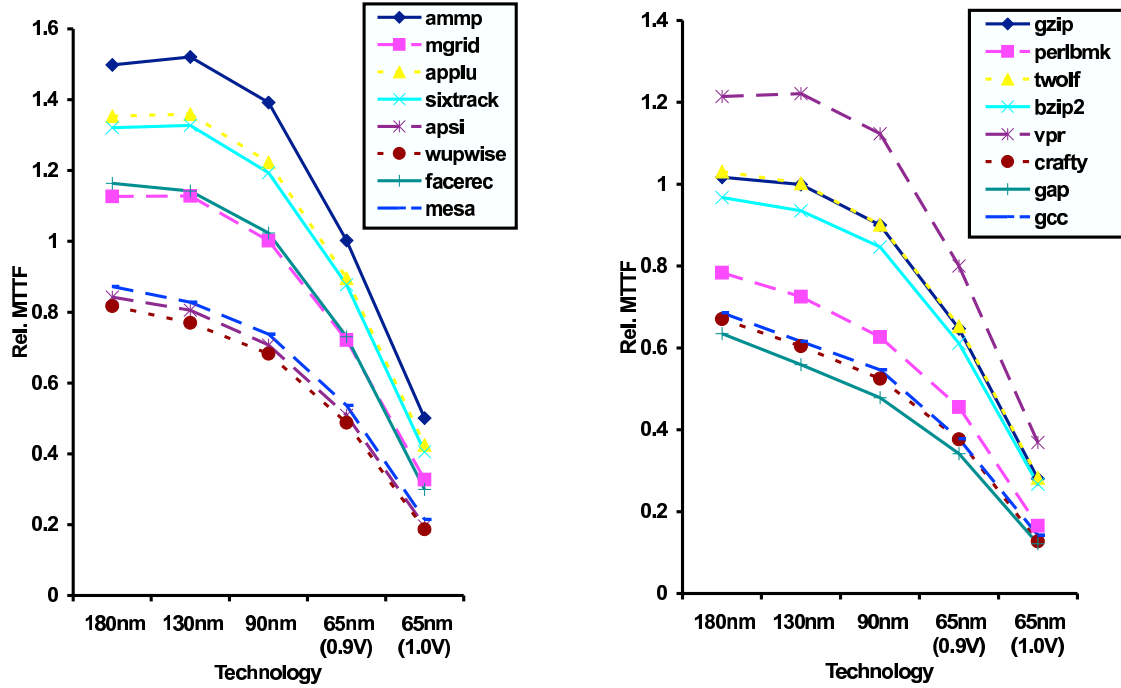 1.6
1.4
1.2
1
0.8
0.6
0.4
0.2
0
Rel. MTTF
ammp
mgrid
applu
sixtrack
apsi
wupwise
facerec
mesa
180nm 130nm 90nm 65nm 65nm
(0.9V) (1.0V)
Technology
1.4
1.2
1
0.8
0.6
0.4
0.2
0
Rel. MTTF
gzip
perlbmk
twolf
bzip2
vpr
crafty
gap
gcc
180nm 130nm 90nm 65nm 65nm
(0.9V) (1.0V)
Technology